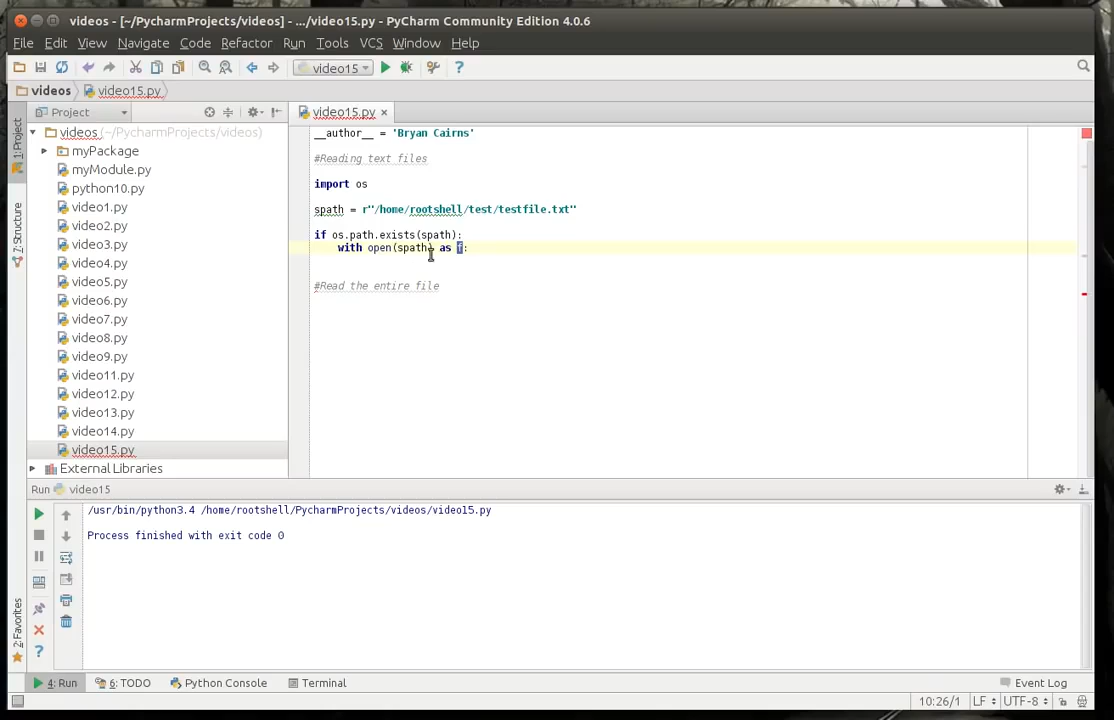 videos - [~/PycharmProjects/videos] - .../video15.py - PyCharm Community Edition 4.0.6
File Edit View Navigate Code Refactor Run Tools VCS Window Help
video15
videos video15.py
Project
video15.py
1: Project
7: Structure
2: Favorites
videos (~/PycharmProjects/videos)
myPackage
myModule.py
python10.py
video1.py
video2.py
video3.py
video4.py
video5.py
video6.py
video7.py
video8.py
video9.py
video11.py
video12.py
video13.py
video14.py
video15.py
External Libraries
__author__ = 'Bryan Cairns'
#Reading text files
import os
spath = r"/home/rootshell/test/testfile.txt"
if os.path.exists(spath):
with open(spath) as f:
#Read the entire file
Run video15
/usr/bin/python3.4 /home/rootshell/PycharmProjects/videos/video15.py
Process finished with exit code 0
4: Run 6: TODO Python Console Terminal Event Log
10:26/1 LF UTF-8